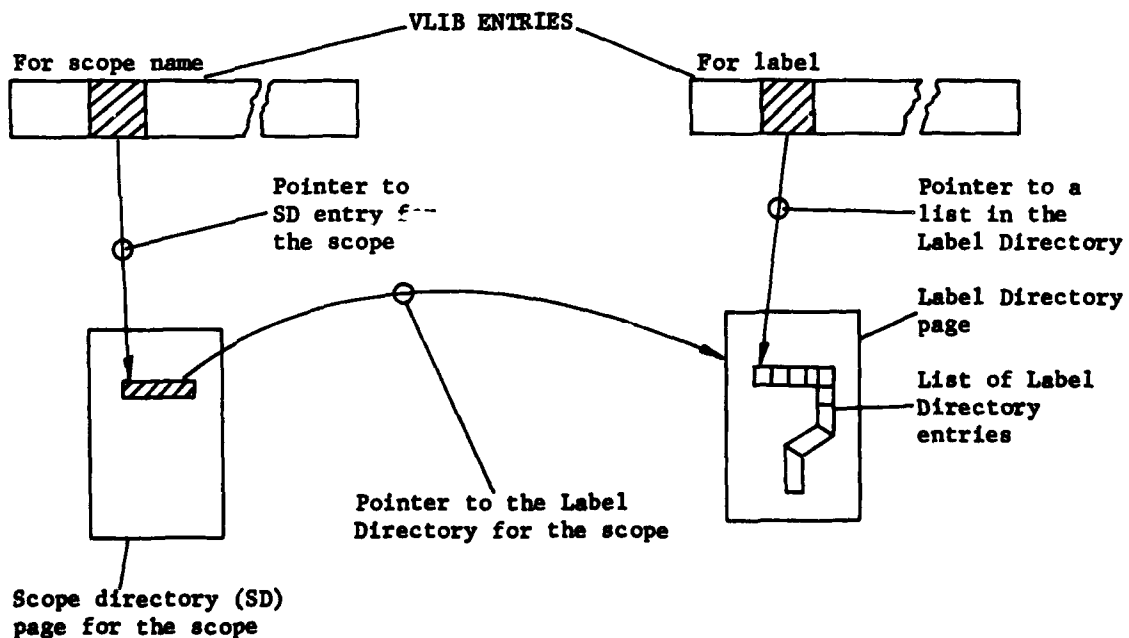 VLIB ENTRIES
For scope name
For label
Pointer to
SD entry
the scope
Pointer to a
list in the
Label Directory
Label Directory
page
List of Label
Directory
entries
Pointer to the Label
Directory for the scope
Scope directory (SD)
page for the scope